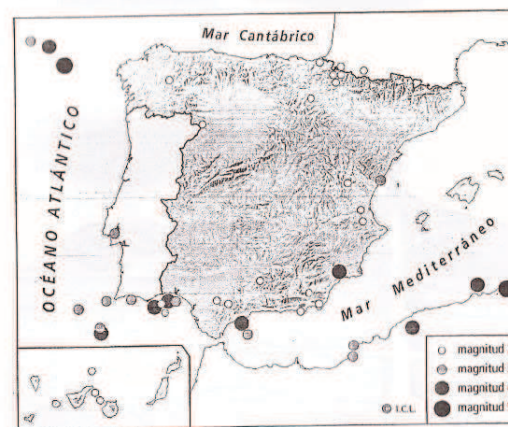 Mar Cantábrico
OCÉANO ATLÁNTICO
Mar Mediterráneo
magnitud
magnitud
magnitud
magnitud
I.C.L.